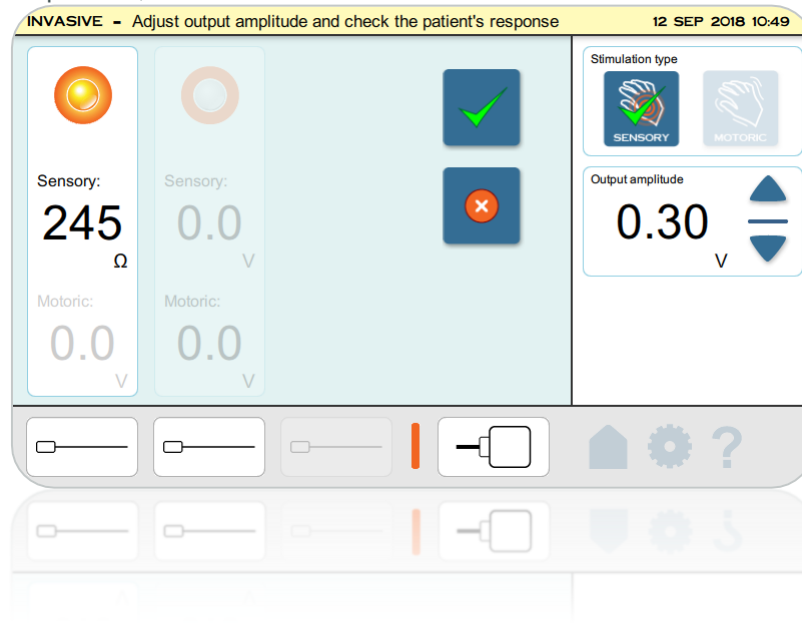 INVASIVE - Adjust output amplitude and check the patient's response
12 SEP 2018 10:49
Sensory:
245
Ω
Motoric:
0.0
V
Sensory:
0.0
V
Motoric:
0.0
V
Stimulation type
SENSORY
MOTORIC
Output amplitude
0.30
V
?